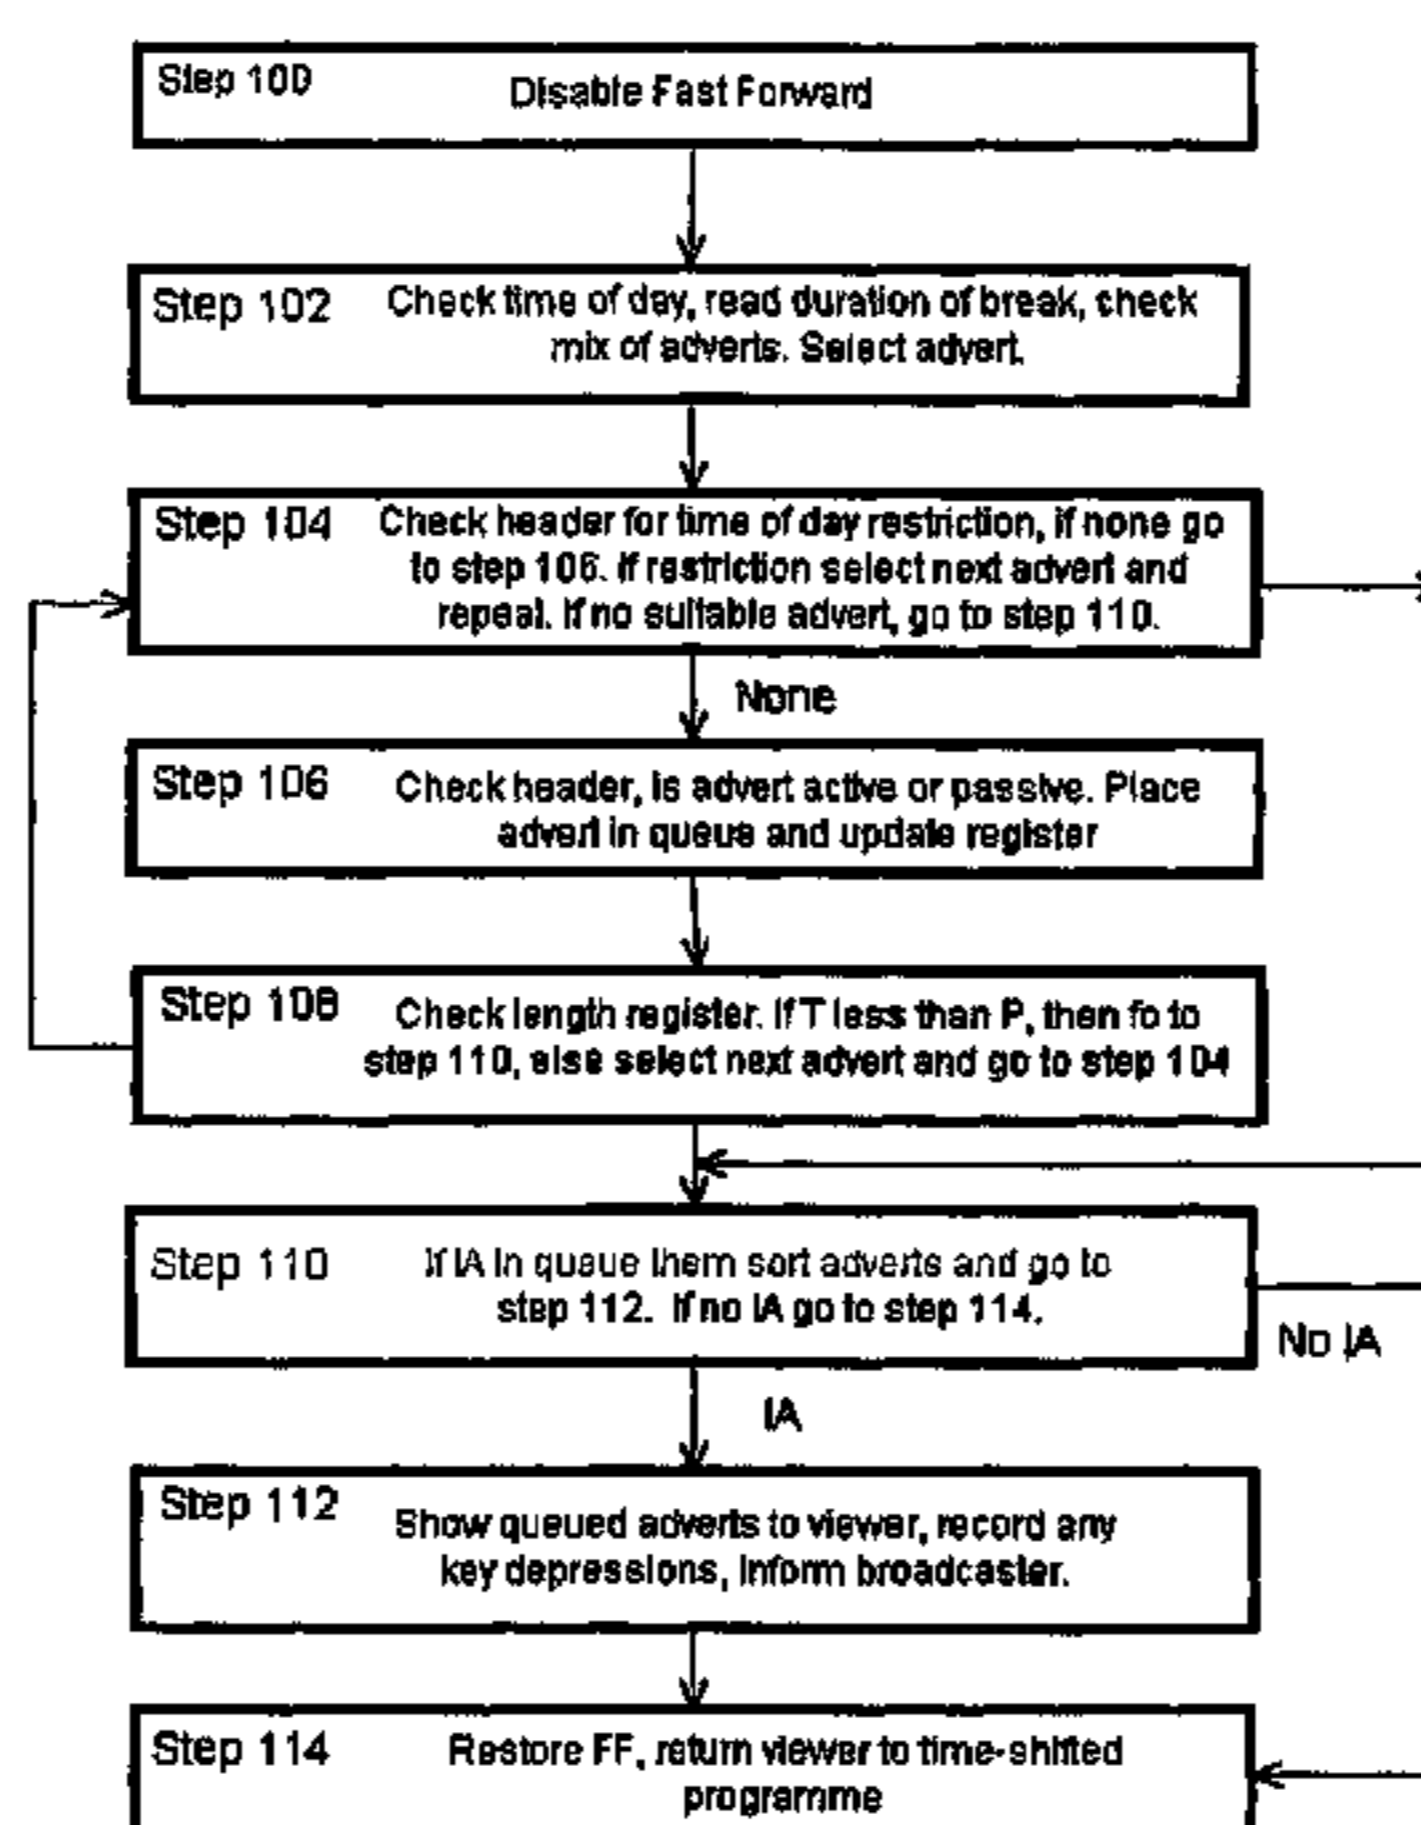 Step 100 Disable Fast Forward
Step 102 Check time of day, read duration of break, check
mix of adverts. Select advert.
Step 104 Check header for time of day restriction, if none go
to step 106. If restriction select next advert and
repeat. If no suitable advert, go to step 110.
None
Step 106 Check header, is advert active or passive. Place
advert in queue and update register
Step 108 Check length register. If T less than P, then fo to
step 110, else select next advert and go to step 104
Step 110 If IA in queue them sort adverts and go to
step 112. If no IA go to step 114.
No IA
IA
Step 112 Show queued adverts to viewer, record any
key depressions, inform broadcaster.
Step 114 Restore FF, return viewer to time-shifted
programme